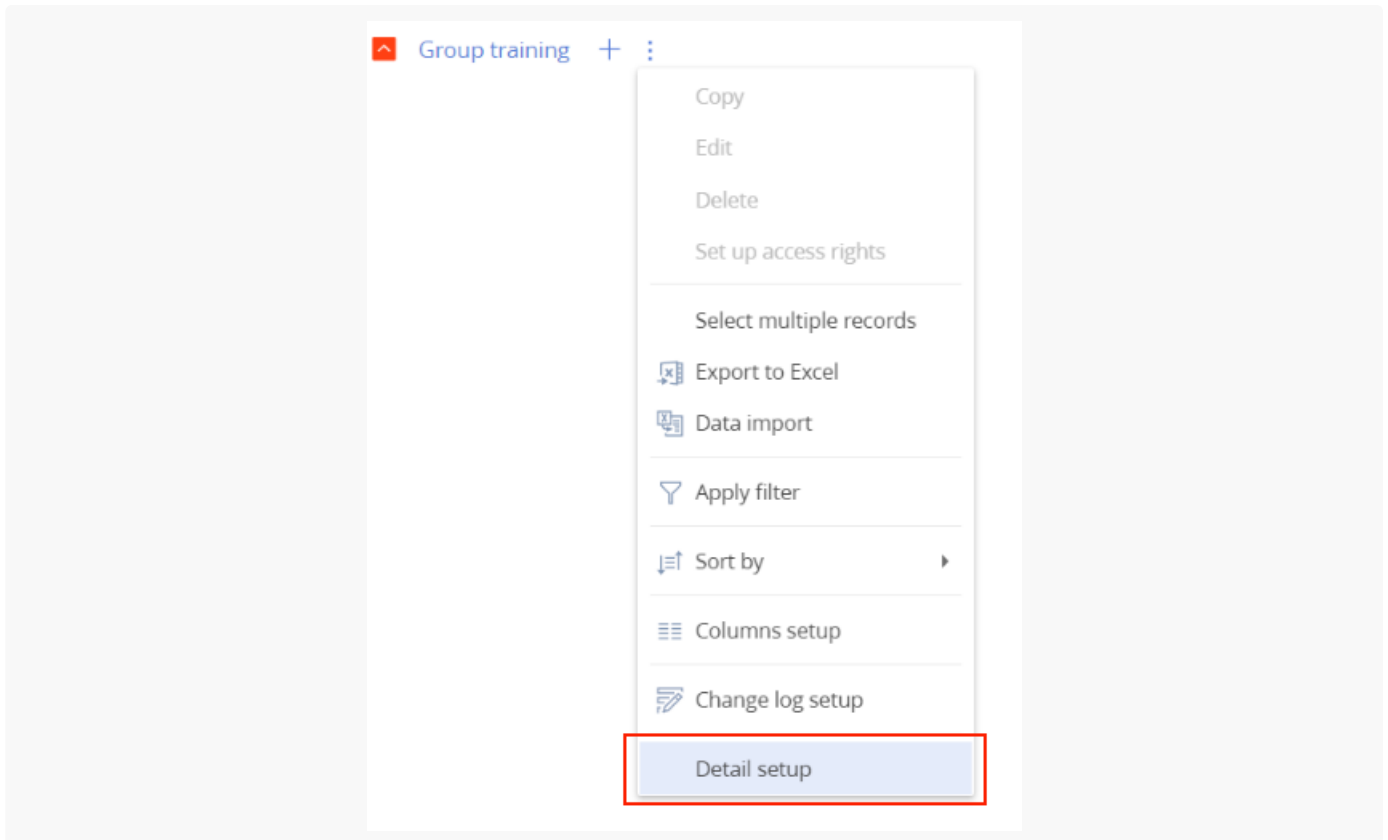 Group training
Copy
Edit
Delete
Set up access rights
Select multiple records
Export to Excel
Data import
Apply filter
Sort by
Columns setup
Change log setup
Detail setup